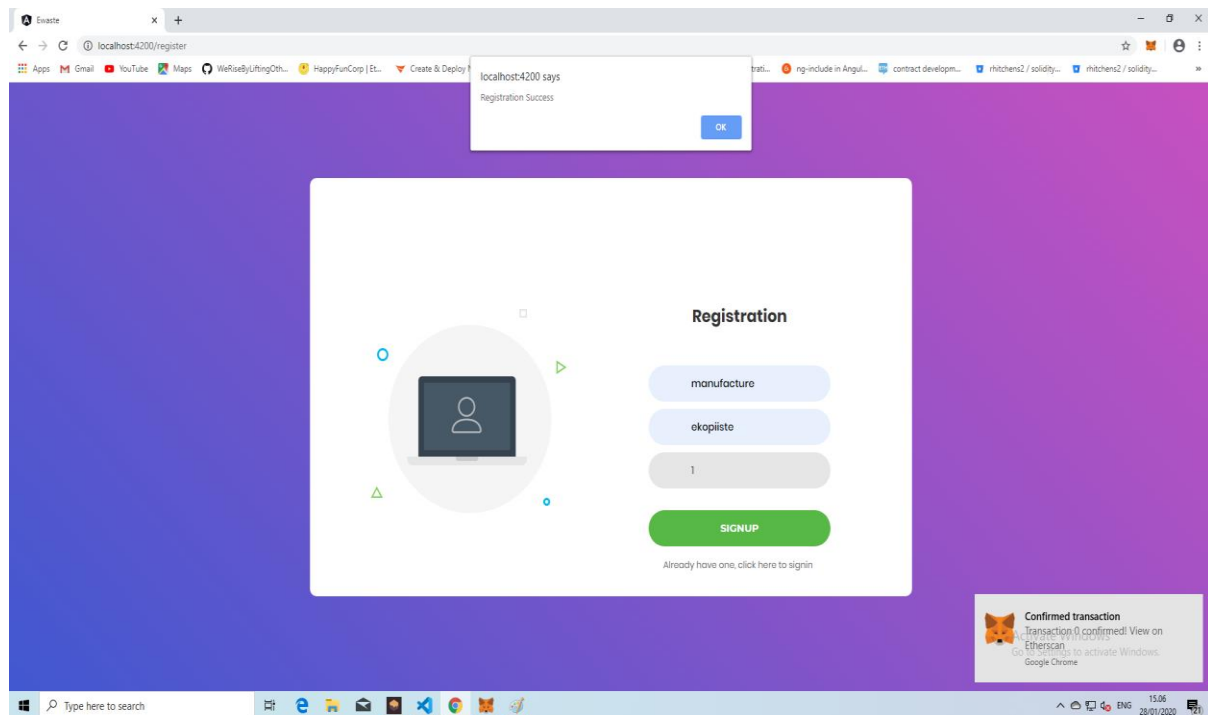 Ewaste
localhost:4200/register
Apps Gmail YouTube Maps WeRiseByLiftingOth... HappyFunCorp | Et... Create & Deploy trati... ng-include in Angul... contract developm... rhitchens2 / solidity... rhitchens2 / solidity...
localhost:4200 says
Registration Success
OK
Registration
manufacture
ekopiiste
1
SIGNUP
Already have one, click here to signin
Confirmed transaction
Transaction 0 confirmed! View on
Etherscan
Google Chrome
Activate Windows
Go to Settings to activate Windows.
Type here to search
ENG
15.06
28/01/2020
21